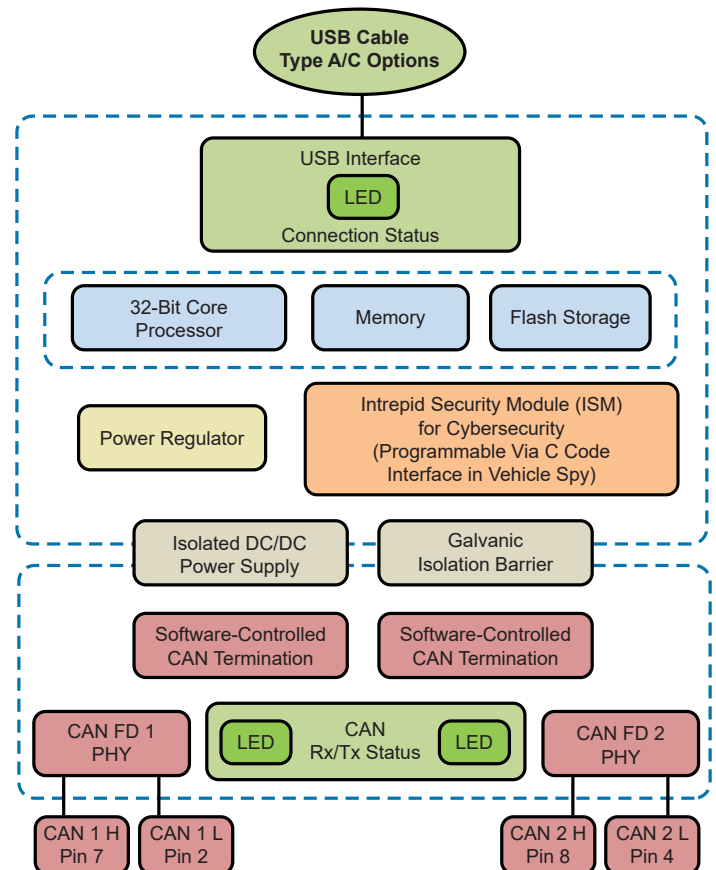 USB Cable
Type A/C Options
USB Interface
LED
Connection Status
32-Bit Core
Processor
Memory
Flash Storage
Power Regulator
Intrepid Security Module (ISM)
for Cybersecurity
(Programmable Via C Code
Interface in Vehicle Spy)
Isolated DC/DC
Power Supply
Galvanic
Isolation Barrier
Software-Controlled
CAN Termination
Software-Controlled
CAN Termination
CAN FD 1
PHY
LED
CAN
Rx/Tx Status
LED
CAN FD 2
PHY
CAN 1 H
Pin 7
CAN 1 L
Pin 2
CAN 2 H
Pin 8
CAN 2 L
Pin 4